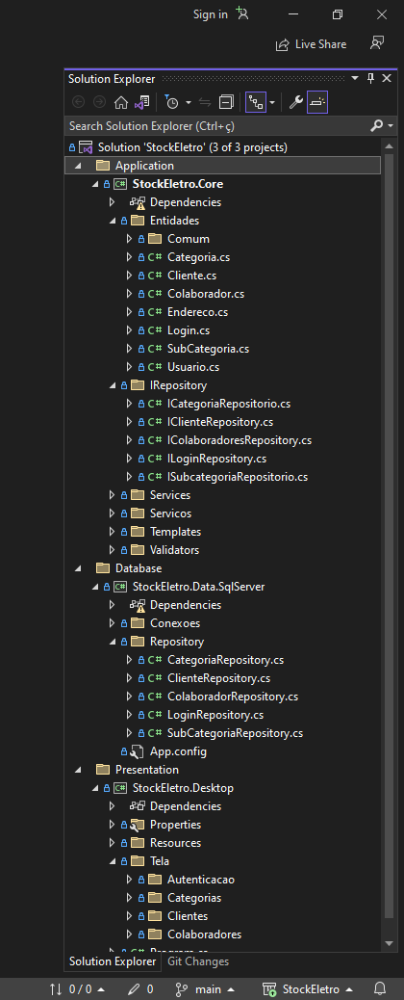 Sign in
Live Share
Solution Explorer
Search Solution Explorer (Ctrl+ç)
Solution 'StockEletro' (3 of 3 projects)
Application
C# StockEletro.Core
Dependencies
Entidades
Comum
C# Categoria.cs
C# Cliente.cs
C# Colaborador.cs
C# Endereco.cs
C# Login.cs
C# SubCategoria.cs
C# Usuario.cs
IRepository
C# ICategoriaRepositorio.cs
C# IClienteRepository.cs
C# IColaboradoresRepository.cs
C# ILoginRepository.cs
C# ISubcategoriaRepositorio.cs
Services
Servicos
Templates
Validators
Database
C# StockEletro.Data.SqlServer
Dependencies
Conexoes
Repository
C# CategoriaRepository.cs
C# ClienteRepository.cs
C# ColaboradorRepository.cs
C# LoginRepository.cs
C# SubCategoriaRepository.cs
App.config
Presentation
C# StockEletro.Desktop
Dependencies
Properties
Resources
Tela
Autenticacao
Categorias
Clientes
Colaboradores
C# Program.cs
Solution Explorer Git Changes
0 / 0 0 main StockEletro